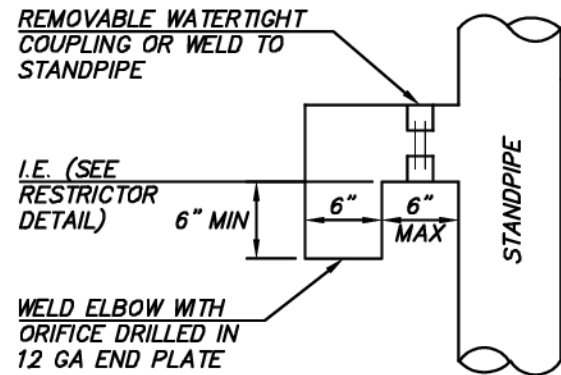 REMOVABLE WATERTIGHT
COUPLING OR WELD TO
STANDPIPE
I.E. (SEE
RESTRICTOR
DETAIL)
6" MIN
6"
6"
MAX
STANDPIPE
WELD ELBOW WITH
ORIFICE DRILLED IN
12 GA END PLATE